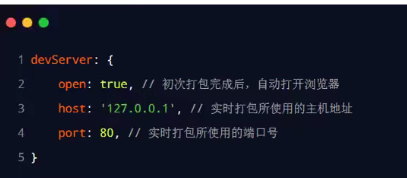 1 devServer: {
2 open: true, // 初次打包完成后，自动打开浏览器
3 host: '127.0.0.1', // 实时打包所使用的主机地址
4 port: 80, // 实时打包所使用的端口号
5 }